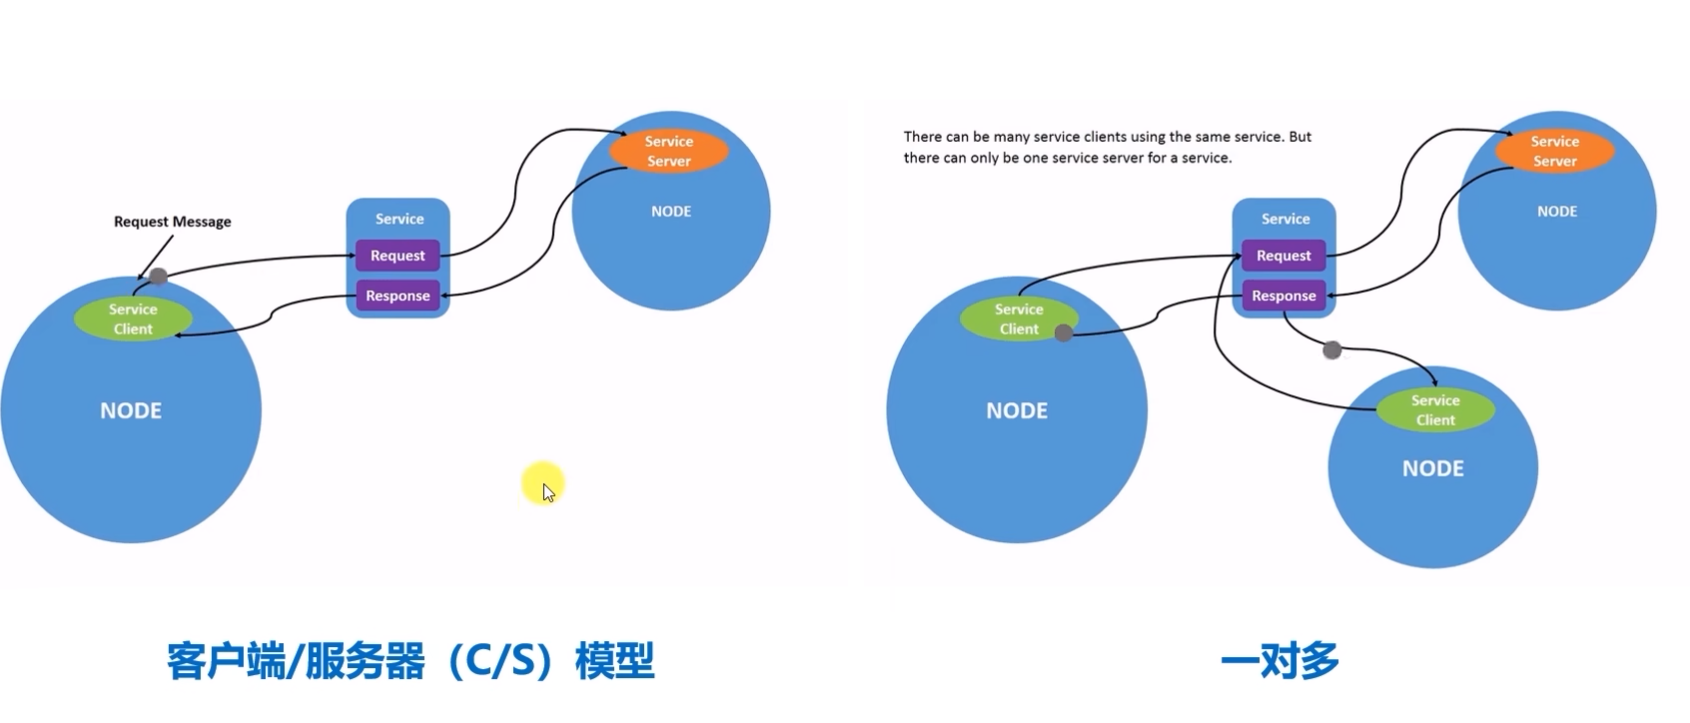 Request Message
Service
Client
NODE
Service
Request
Response
Service
Server
NODE
客户端/服务器（C/S）模型
There can be many service clients using the same service. But
there can only be one service server for a service.
Service
Client
NODE
Service
Request
Response
Service
Server
NODE
Service
Client
NODE
一对多